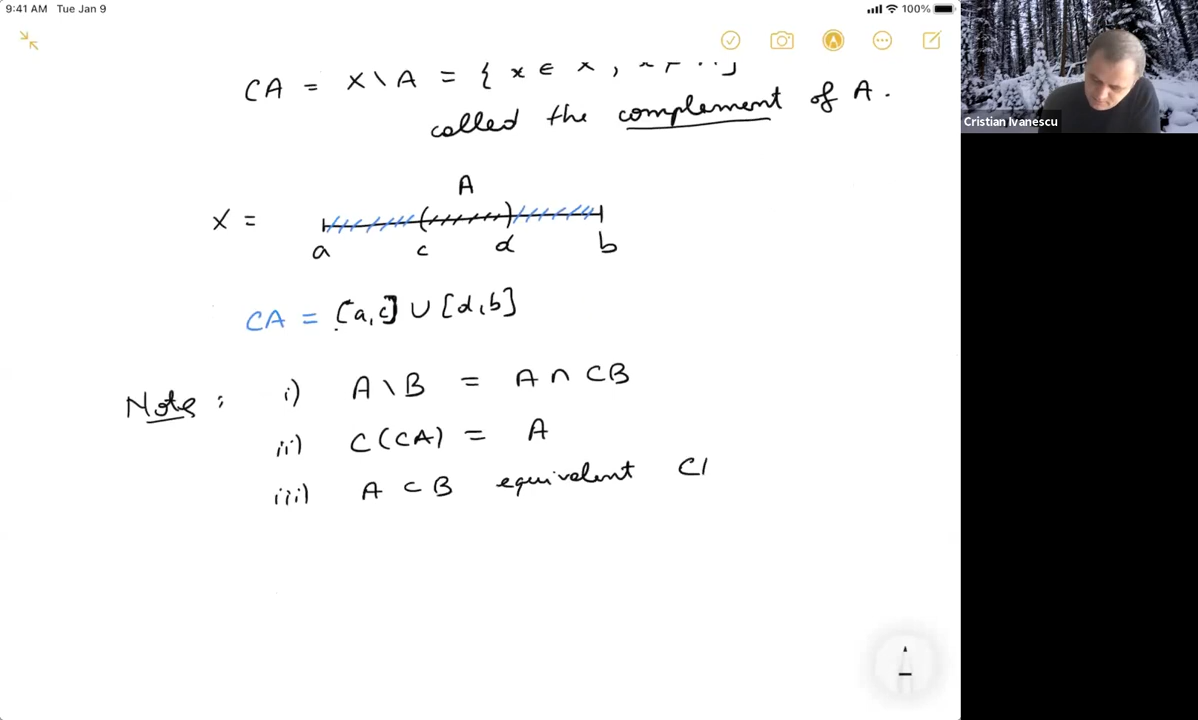 9:41 AM Tue Jan 9
100%
CA = X \ A = { x ∈ X ,
called the complement of A.
A
X =
a c d b
CA = [a,c] ∪ [d,b]
Note : i) A \ B = A ∩ CB
ii) C(CA) = A
iii) A ⊂ B equivalent C
Cristian Ivanescu